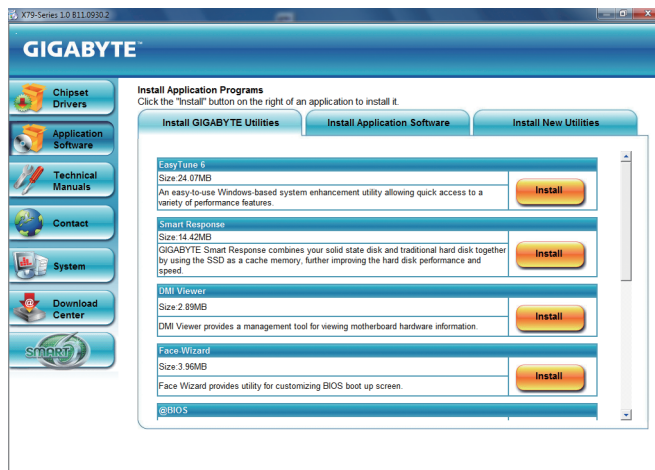 X79-Series 1.0 B11.0930.2
GIGABYTE™
Chipset
Drivers
Application
Software
Technical
Manuals
Contact
System
Download
Center
SMART
Install Application Programs
Click the "Install" button on the right of an application to install it.
Install GIGABYTE Utilities
Install Application Software
Install New Utilities
EasyTune 6
Size:24.07MB
An easy-to-use Windows-based system enhancement utility allowing quick access to a
variety of performance features.
Install
Smart Response
Size:14.42MB
GIGABYTE Smart Response combines your solid state disk and traditional hard disk together
by using the SSD as a cache memory, further improving the hard disk performance and
speed.
Install
DMI Viewer
Size:2.89MB
DMI Viewer provides a management tool for viewing motherboard hardware information.
Install
Face-Wizard
Size:3.96MB
Face Wizard provides utility for customizing BIOS boot up screen.
Install
@BIOS